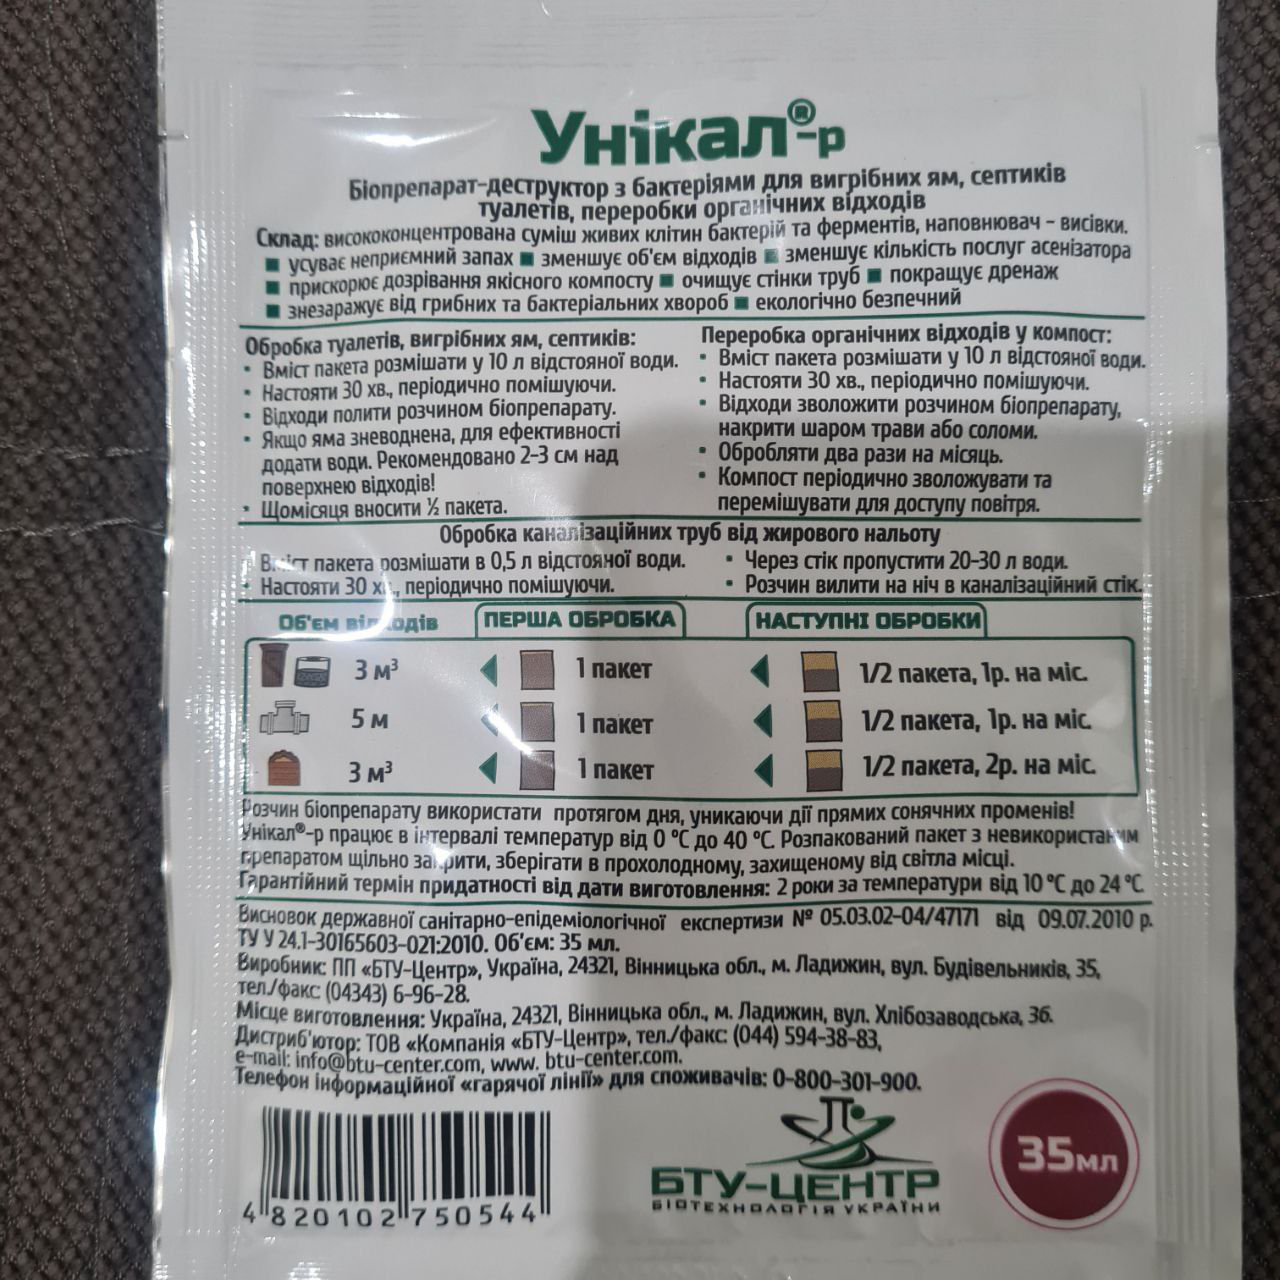 Унікал®-р
Біопрепарат-деструктор з бактеріями для вигрібних ям, септиків
туалетів, переробки органічних відходів
Склад: висококонцентрована суміш живих клітин бактерій та ферментів, наповнювач – висівки.
■ усуває неприємний запах ■ зменшує об'єм відходів ■ зменшує кількість послуг асенізатора
■ прискорює дозрівання якісного компосту ■ очищує стінки труб ■ покращує дренаж
■ знезаражує від грибних та бактеріальних хвороб ■ екологічно безпечний
Обробка туалетів, вигрібних ям, септиків:
• Вміст пакета розмішати у 10 л відстояної води.
• Настояти 30 хв., періодично помішуючи.
• Відходи полити розчином біопрепарату.
• Якщо яма зневоднена, для ефективності
додати води. Рекомендовано 2-3 см над
поверхнею відходів!
• Щомісяця вносити ½ пакета.
Переробка органічних відходів у компост:
• Вміст пакета розмішати у 10 л відстояної води.
• Настояти 30 хв., періодично помішуючи.
• Відходи зволожити розчином біопрепарату,
накрити шаром трави або соломи.
• Обробляти два рази на місяць.
• Компост періодично зволожувати та
перемішувати для доступу повітря.
Обробка каналізаційних труб від жирового нальоту
Вміст пакета розмішати в 0,5 л відстояної води.
• Настояти 30 хв., періодично помішуючи.
• Через стік пропустити 20-30 л води.
• Розчин вилити на ніч в каналізаційний стік.
Об'єм відходів ПЕРША ОБРОБКА НАСТУПНІ ОБРОБКИ
3 м³ 1 пакет 1/2 пакета, 1р. на міс.
5 м 1 пакет 1/2 пакета, 1р. на міс.
3 м³ 1 пакет 1/2 пакета, 2р. на міс.
Розчин біопрепарату використати протягом дня, уникаючи дії прямих сонячних променів!
Унікал®-р працює в інтервалі температур від 0 °С до 40 °С. Розпакований пакет з невикористаним
препаратом щільно закрити, зберігати в прохолодному, захищеному від світла місці.
Гарантійний термін придатності від дати виготовлення: 2 роки за температури від 10 °С до 24 °С.
Висновок державної санітарно-епідеміологічної експертизи № 05.03.02-04/47171 від 09.07.2010 р.
ТУ У 24.1-30165603-021:2010. Об'єм: 35 мл.
Виробник: ПП «БТУ-Центр», Україна, 24321, Вінницька обл., м. Ладижин, вул. Будівельників, 35,
тел./факс: (04343) 6-96-28.
Місце виготовлення: Україна, 24321, Вінницька обл., м. Ладижин, вул. Хлібозаводська, 36.
Дистриб'ютор: ТОВ «Компанія «БТУ-Центр», тел./факс: (044) 594-38-83,
e-mail: info@btu-center.com, www. btu-center.com.
Телефон інформаційної «гарячої лінії» для споживачів: 0-800-301-900.
4 820102 750544
БТУ-ЦЕНТР
БІОТЕХНОЛОГІЯ УКРАЇНИ
35мл